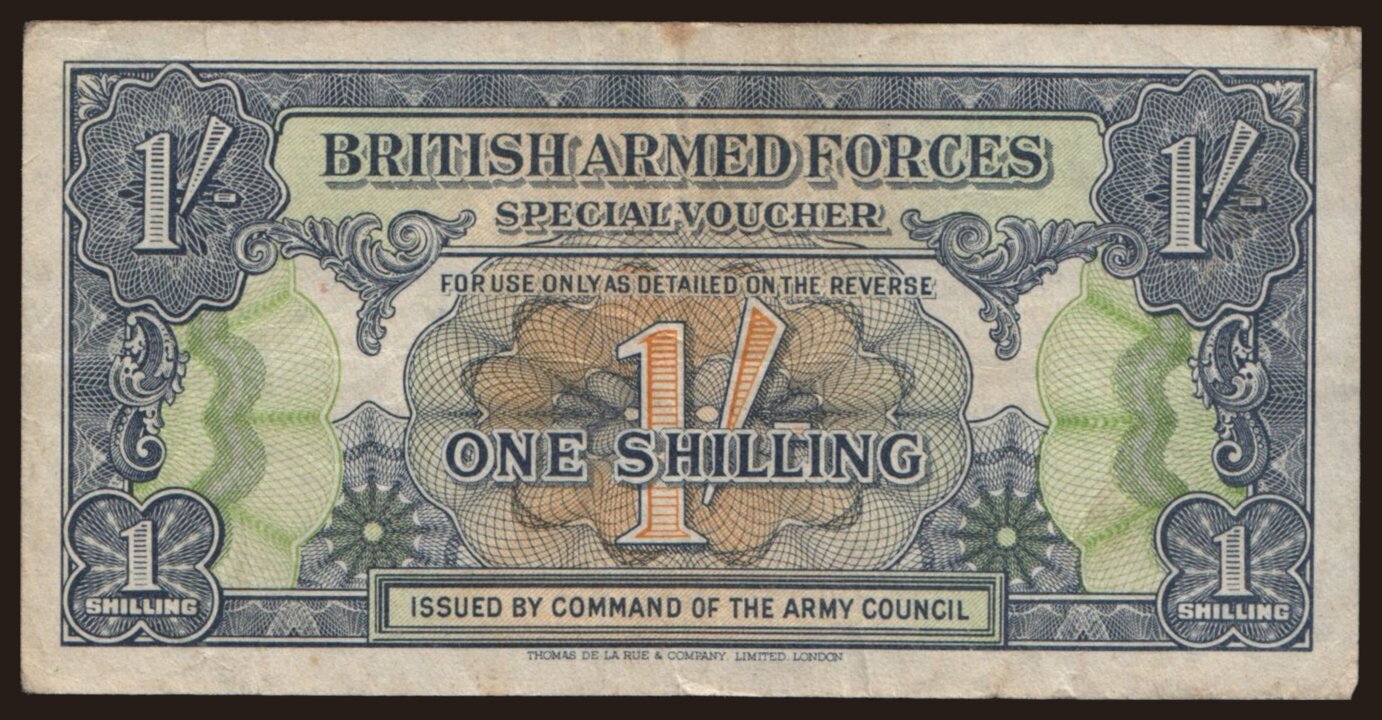 BRITISH ARMED FORCES
1/- 1/-
SPECIAL VOUCHER
FOR USE ONLY AS DETAILED ON THE REVERSE
1/-
ONE SHILLING
1 1
SHILLING SHILLING
ISSUED BY COMMAND OF THE ARMY COUNCIL
THOMAS DE LA RUE & COMPANY, LIMITED, LONDON